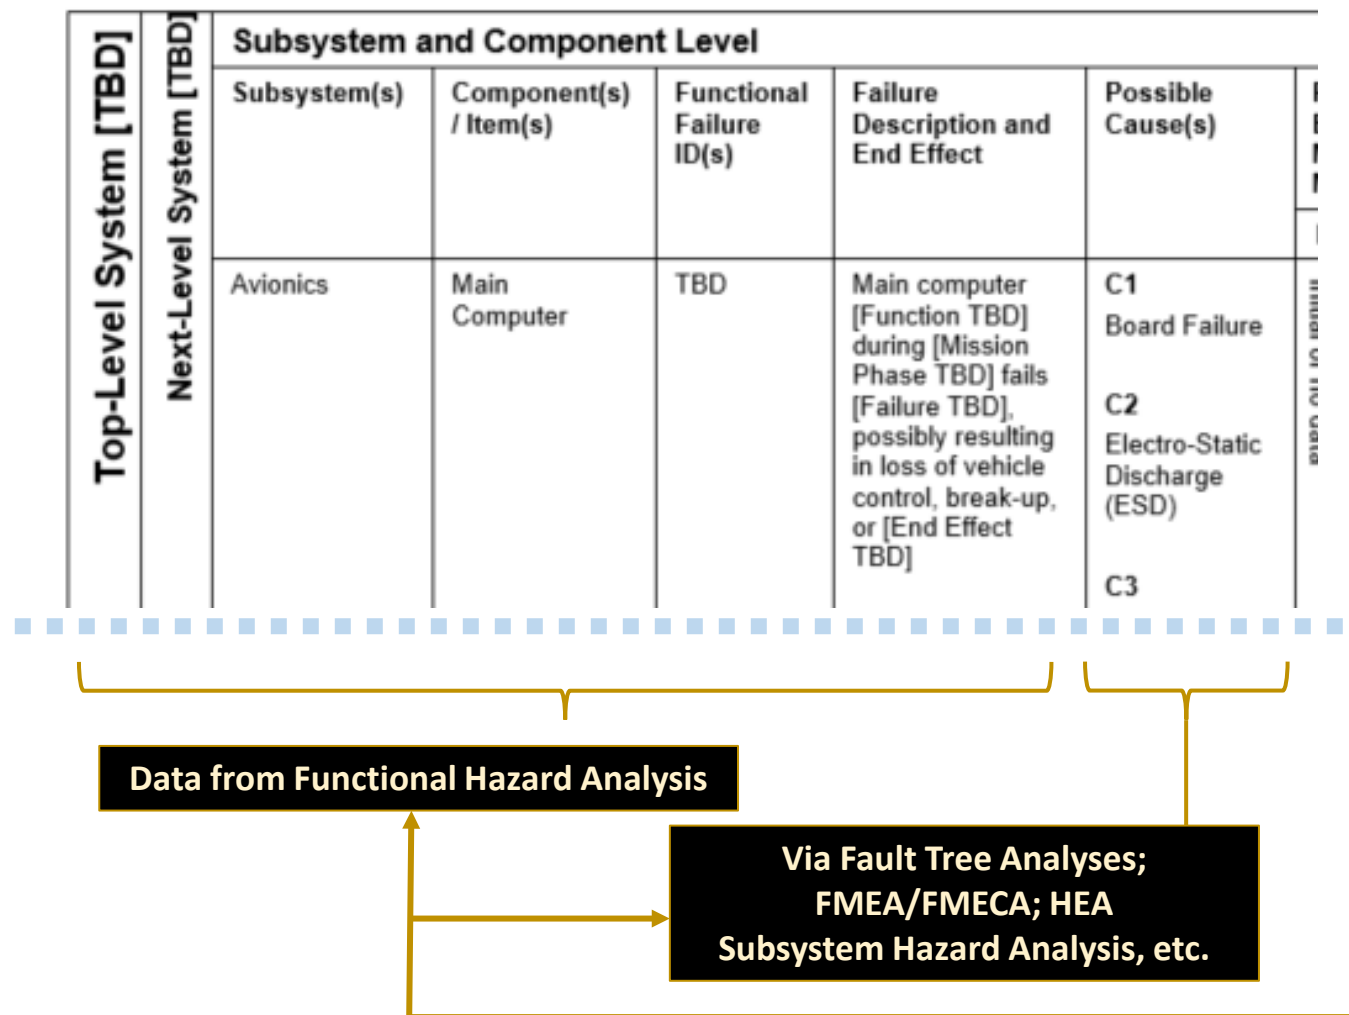 Top-Level System [TBD]
Next-Level System [TBD]
Subsystem and Component Level
Subsystem(s)
Component(s)
/ Item(s)
Functional
Failure
ID(s)
Failure
Description and
End Effect
Possible
Cause(s)
Avionics
Main
Computer
TBD
Main computer
[Function TBD]
during [Mission
Phase TBD] fails
[Failure TBD],
possibly resulting
in loss of vehicle
control, break-up,
or [End Effect
TBD]
C1
Board Failure
C2
Electro-Static
Discharge
(ESD)
C3
Data from Functional Hazard Analysis
Via Fault Tree Analyses;
FMEA/FMECA; HEA
Subsystem Hazard Analysis, etc.